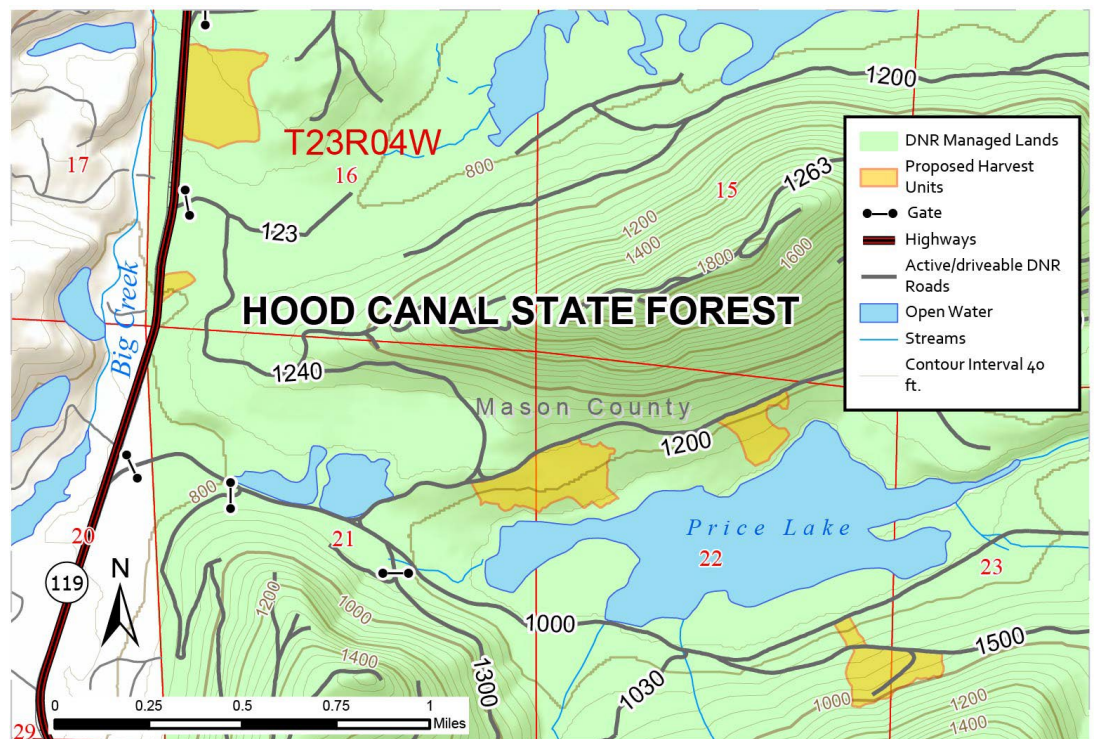 1200
DNR Managed Lands
Proposed Harvest
Units
Gate
Highways
Active/driveable DNR
Roads
Open Water
Streams
Contour Interval 40
ft.
T23R04W
17
16
800
15
1263
123
1200
1400
1800
1600
Big Creek
HOOD CANAL STATE FOREST
1240
Mason County
1200
800
20
21
Price Lake
22
23
119
N
1200
1000
1400
1000
1300
1030
1500
1000
1200
1400
0
0.25
0.5
0.75
1
Miles
29